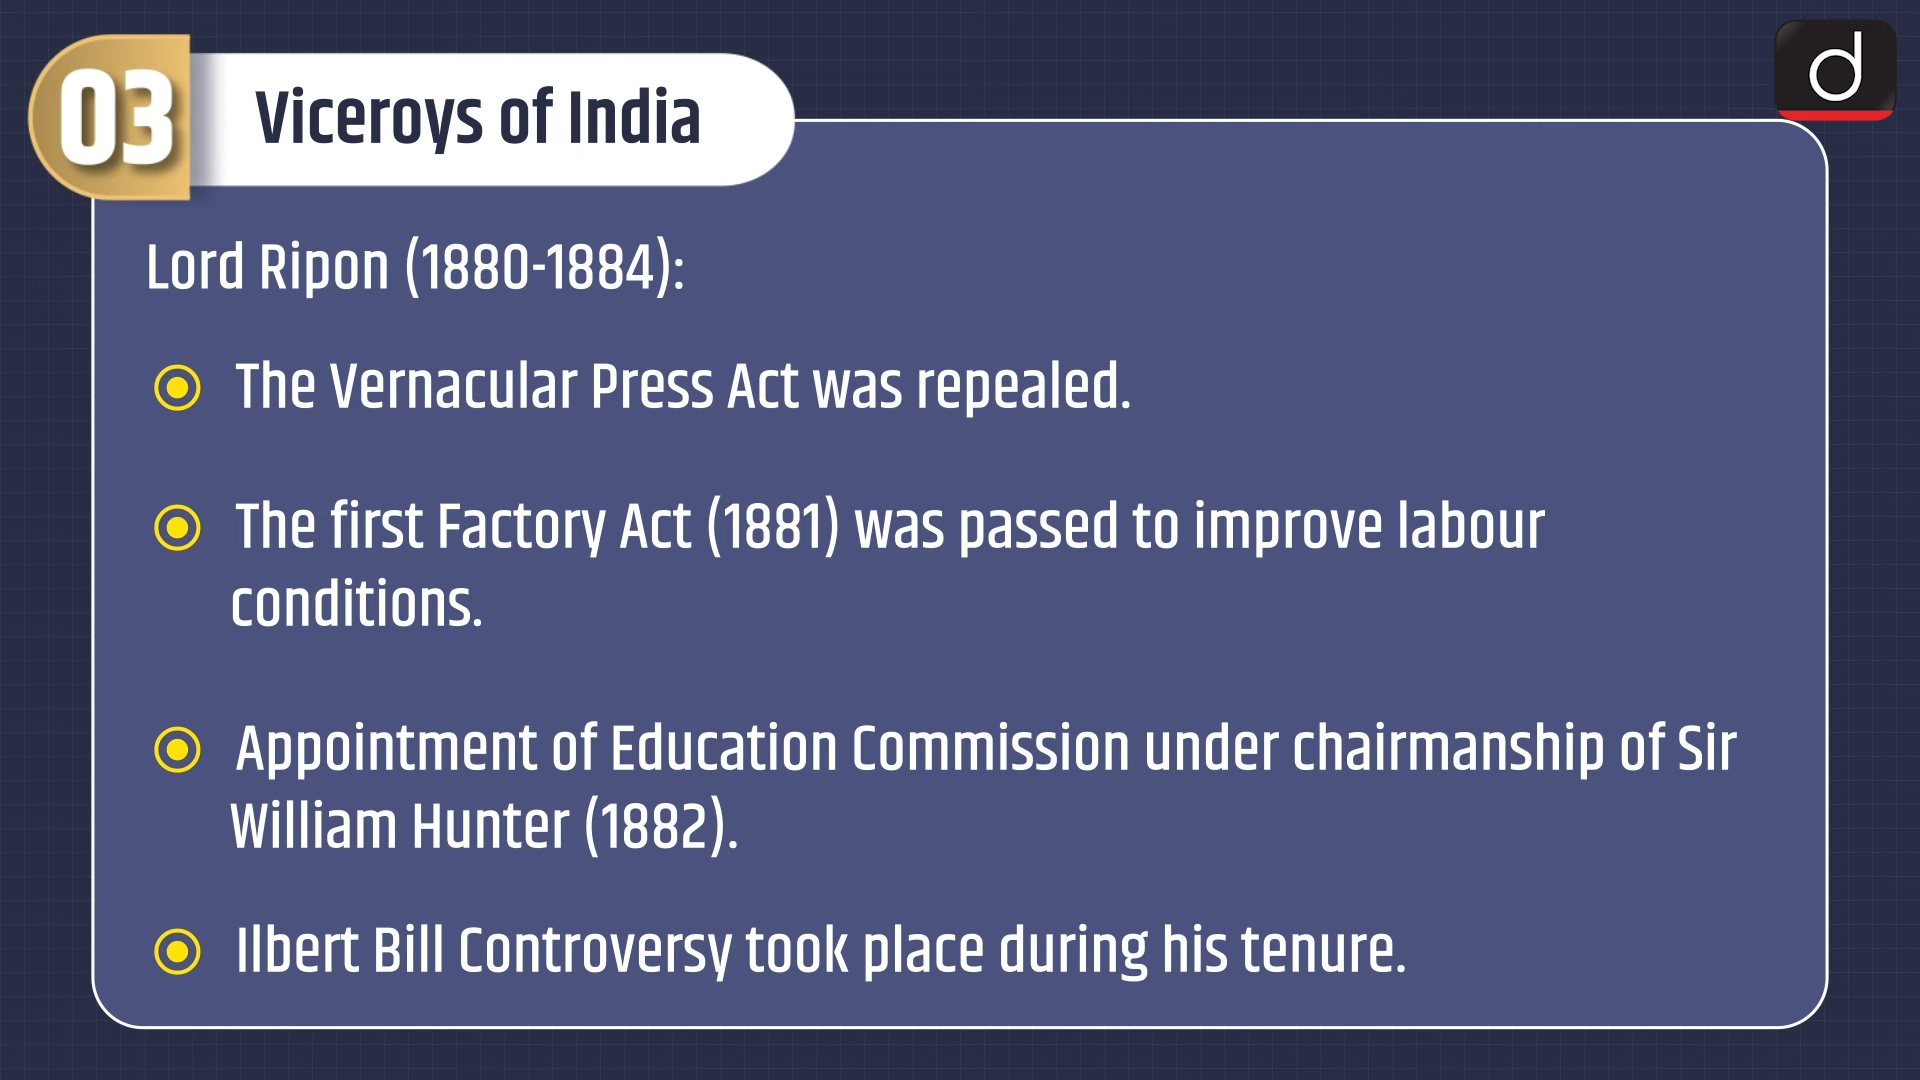 03
Viceroys of India
d
Lord Ripon (1880-1884):
The Vernacular Press Act was repealed.
The first Factory Act (1881) was passed to improve labour
conditions.
Appointment of Education Commission under chairmanship of Sir
William Hunter (1882).
Ilbert Bill Controversy took place during his tenure.